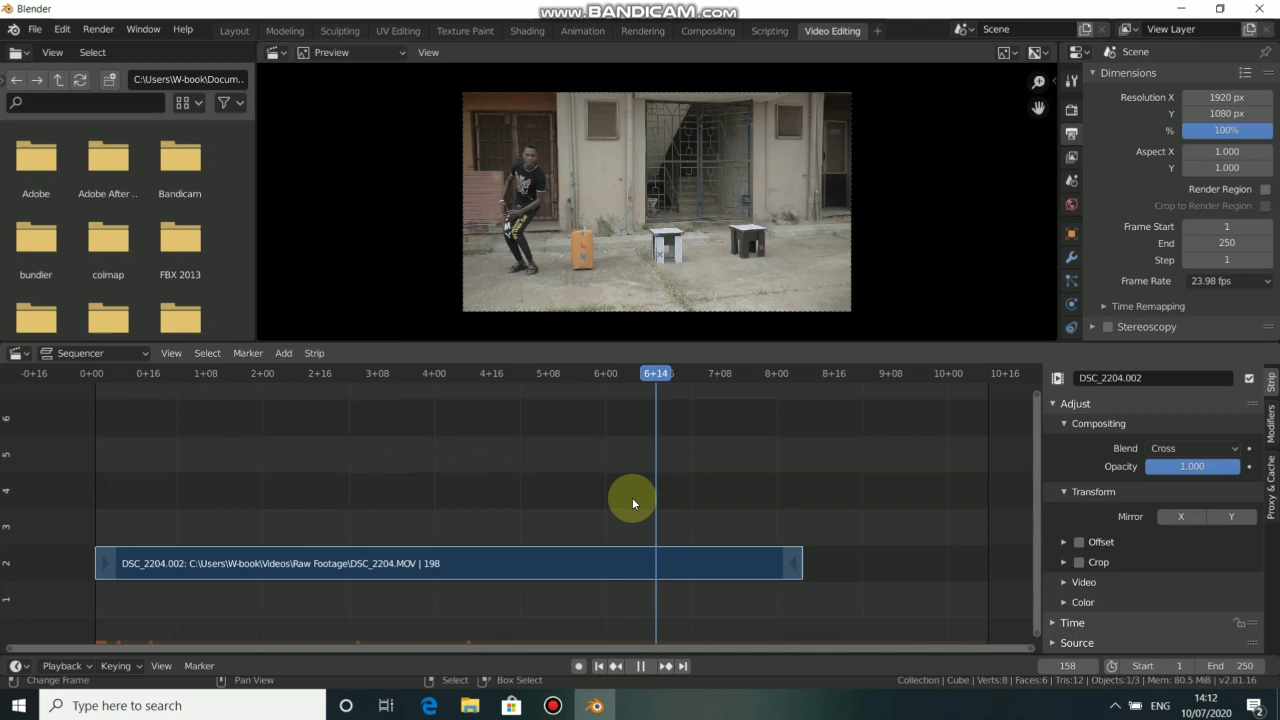 Blender
www.BANDICAM.com
File Edit Render Window Help
Layout Modeling Sculpting UV Editing Texture Paint Shading Animation Rendering Compositing Scripting Video Editing +
Scene
View Layer
View Select
Preview View
Scene
C:\Users\W-book\Docum..
Dimensions
Resolution X 1920 px
Y 1080 px
% 100%
Aspect X 1.000
Y 1.000
Render Region
Crop to Render Region
Frame Start 1
End 250
Step 1
Frame Rate 23.98 fps
Time Remapping
Stereoscopy
Adobe Adobe After .. Bandicam
bundler colmap FBX 2013
Sequencer View Select Marker Add Strip
-0+16 0+00 0+16 1+08 2+00 2+16 3+08 4+00 4+16 5+08 6+00 6+14 7+08 8+00 8+16 9+08 10+00 10+16
6
5
4
3
2
1
DSC_2204.002: C:\Users\W-book\Videos\Raw Footage\DSC_2204.MOV | 198
DSC_2204.002
Adjust
Compositing
Blend Cross
Opacity 1.000
Transform
Mirror X Y
Offset
Crop
Video
Color
Time
Source
Strip
Modifiers
Proxy & Cache
Playback Keying View Marker
158 Start 1 End 250
Change Frame Pan View Select Box Select
Collection | Cube | Verts:8 | Faces:6 | Tris:12 | Objects:1/3 | Mem: 80.5 MiB | v2.81.16
Type here to search
ENG
14:12
10/07/2020
2